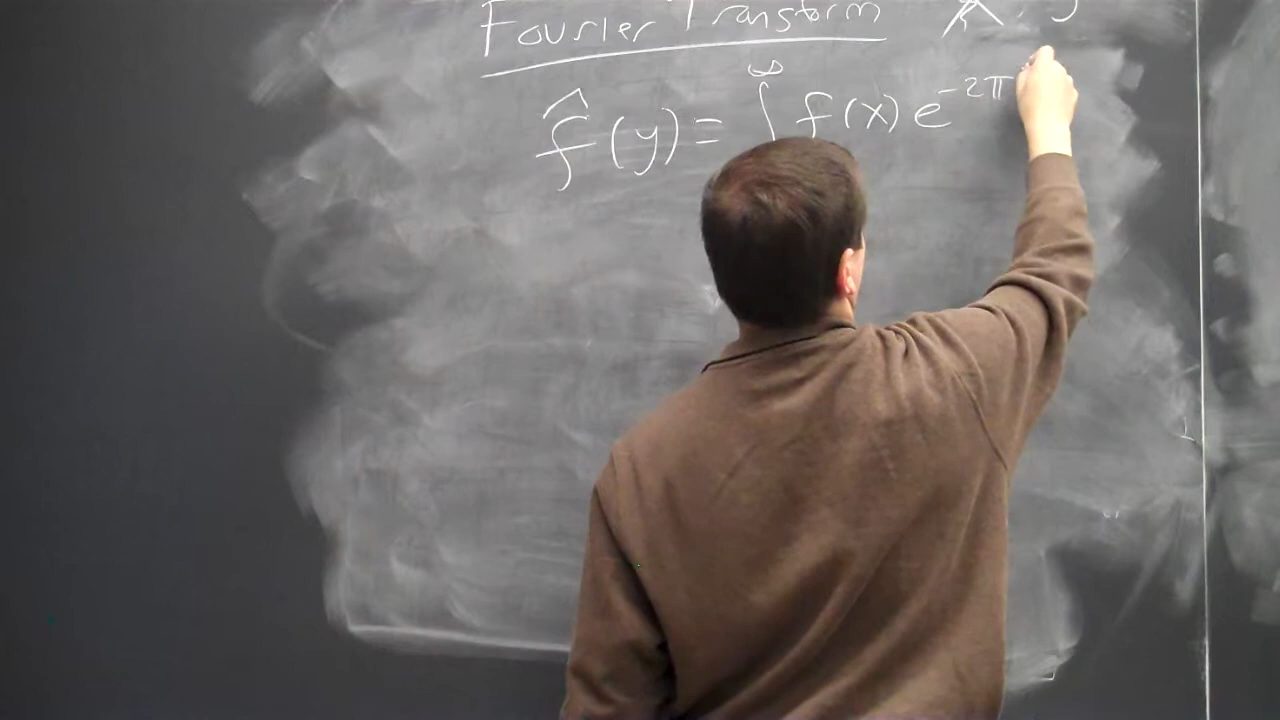 Fourier Transform
f̂(y) = ∫^∞ f(x) e^{-2π